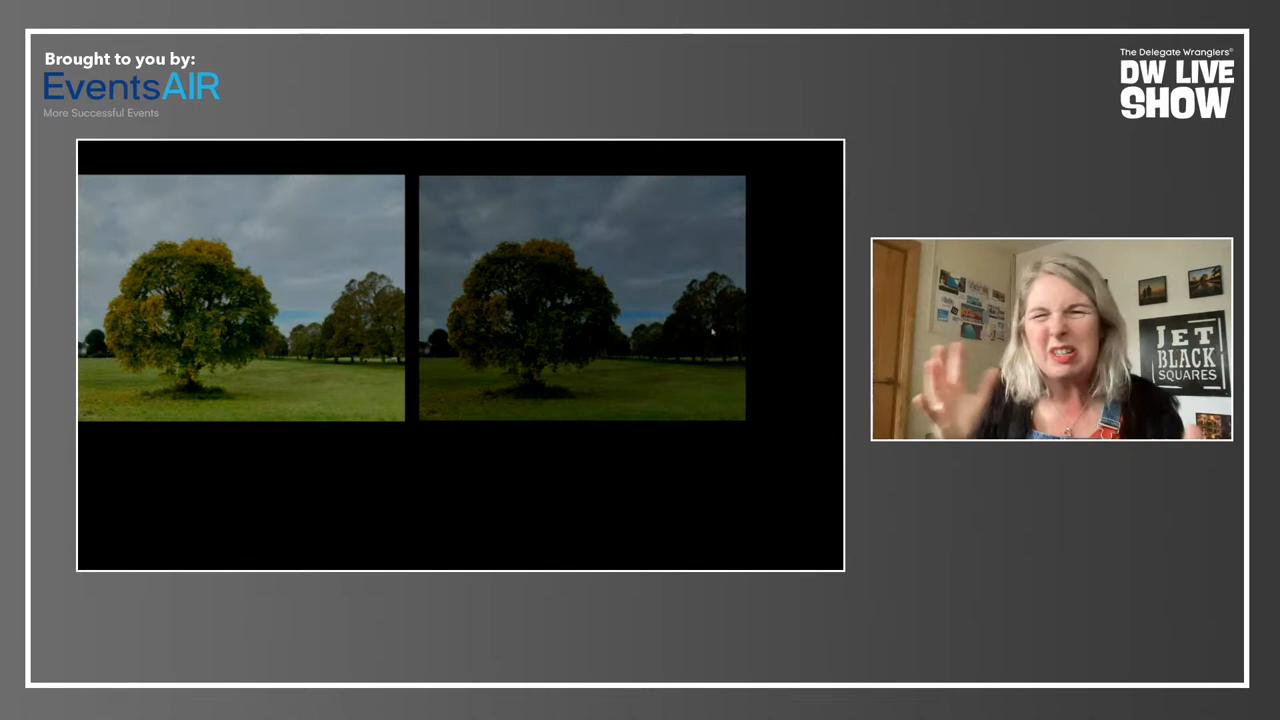 Brought to you by:
EventsAIR
More Successful Events
The Delegate Wranglers®
DW LIVE
SHOW
JET
BLACK
SQUARES